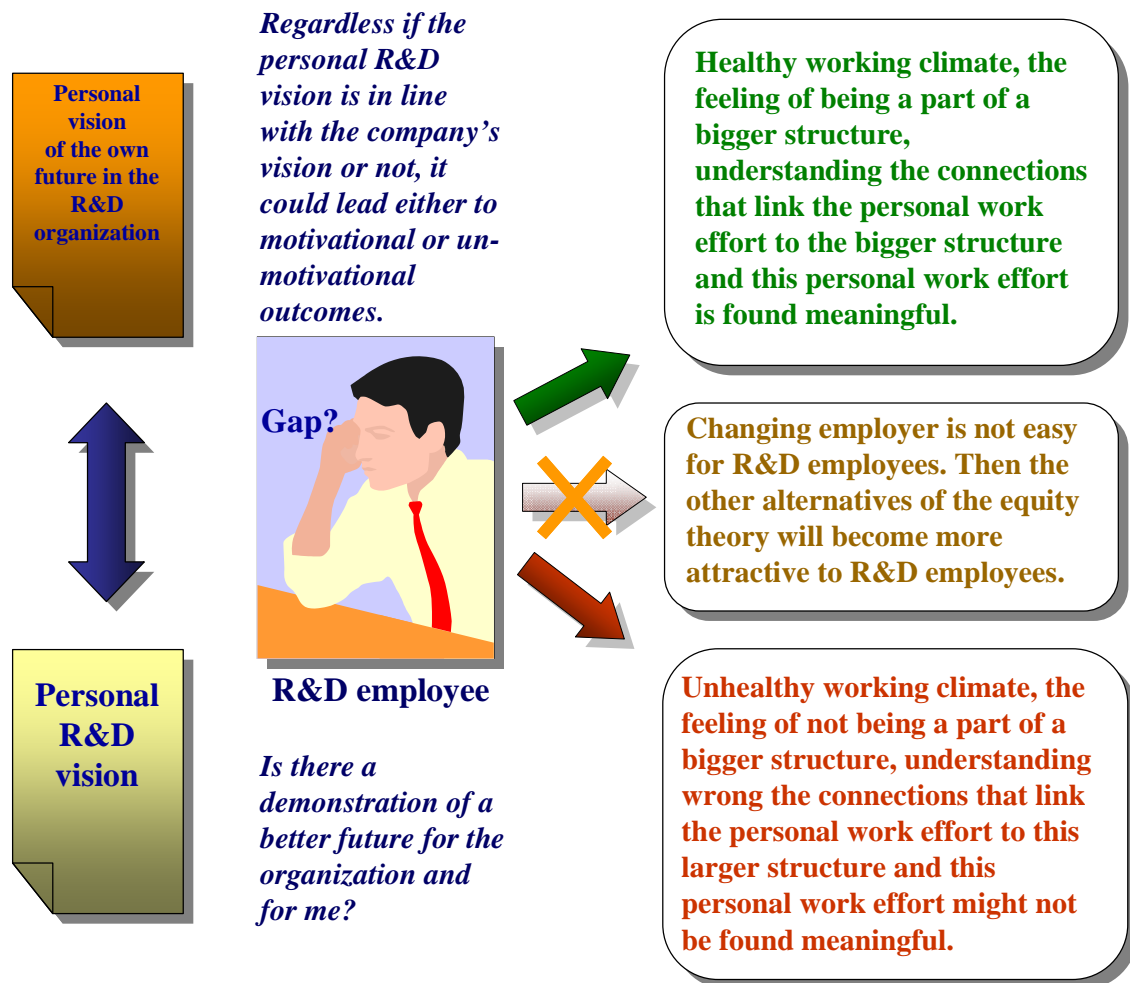 Personal
vision
of the own
future in the
R&D
organization
Personal
R&D
vision
Regardless if the
personal R&D
vision is in line
with the company's
vision or not, it
could lead either to
motivational or un-
motivational
outcomes.
Gap?
R&D employee
Is there a
demonstration of a
better future for the
organization and
for me?
Healthy working climate, the
feeling of being a part of a
bigger structure,
understanding the connections
that link the personal work
effort to the bigger structure
and this personal work effort
is found meaningful.
Changing employer is not easy
for R&D employees. Then the
other alternatives of the equity
theory will become more
attractive to R&D employees.
Unhealthy working climate, the
feeling of not being a part of a
bigger structure, understanding
wrong the connections that link
the personal work effort to this
larger structure and this
personal work effort might not
be found meaningful.